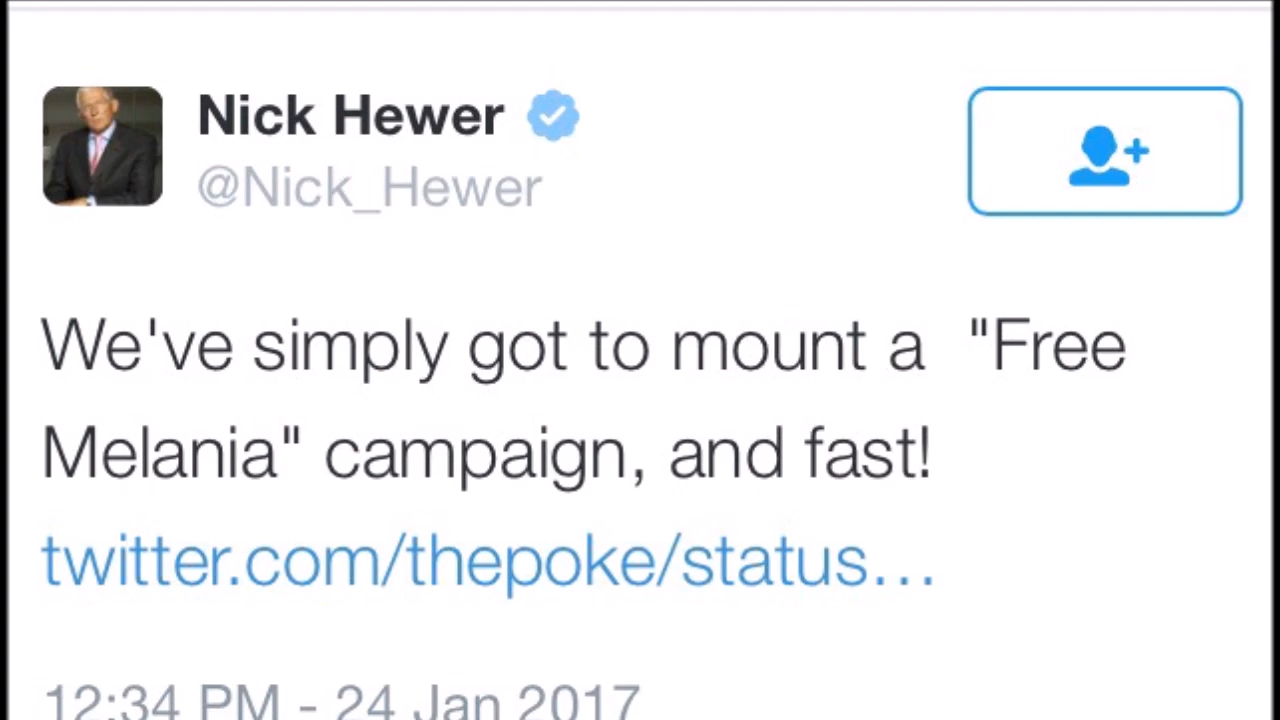 Nick Hewer
@Nick_Hewer
We've simply got to mount a  "Free
Melania" campaign, and fast!
twitter.com/thepoke/status…
12:34 PM - 24 Jan 2017